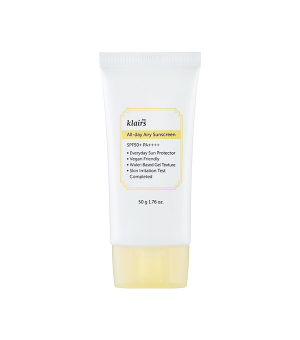 klairs
All-day Airy Sunscreen
SPF50+ PA++++
• Everyday Sun Protector
• Vegan Friendly
• Water-Based Gel Texture
• Skin Irritation Test
Completed
50 g 1.76 oz.